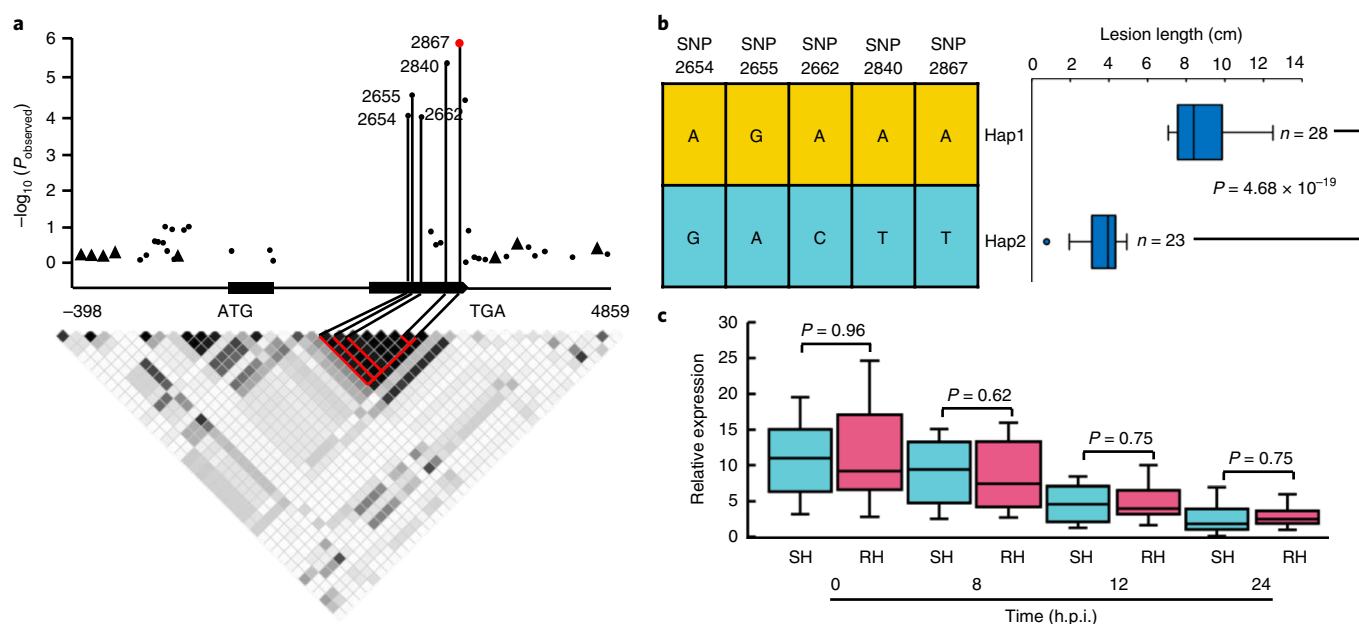 a
–log10 (Pobserved)
6
5
4
3
2
1
0
2867
2840
2655
2654
2662
–398
ATG
TGA
4859
b
SNP 2654
SNP 2655
SNP 2662
SNP 2840
SNP 2867
A G A A A
G A C T T
Hap1
Hap2
Lesion length (cm)
0 2 4 6 8 10 12 14
n = 28
P = 4.68 × 10–19
n = 23
c
Relative expression
30
25
20
15
10
5
0
P = 0.96
P = 0.62
P = 0.75
P = 0.75
SH RH SH RH SH RH SH RH
0 8 12 24
Time (h.p.i.)